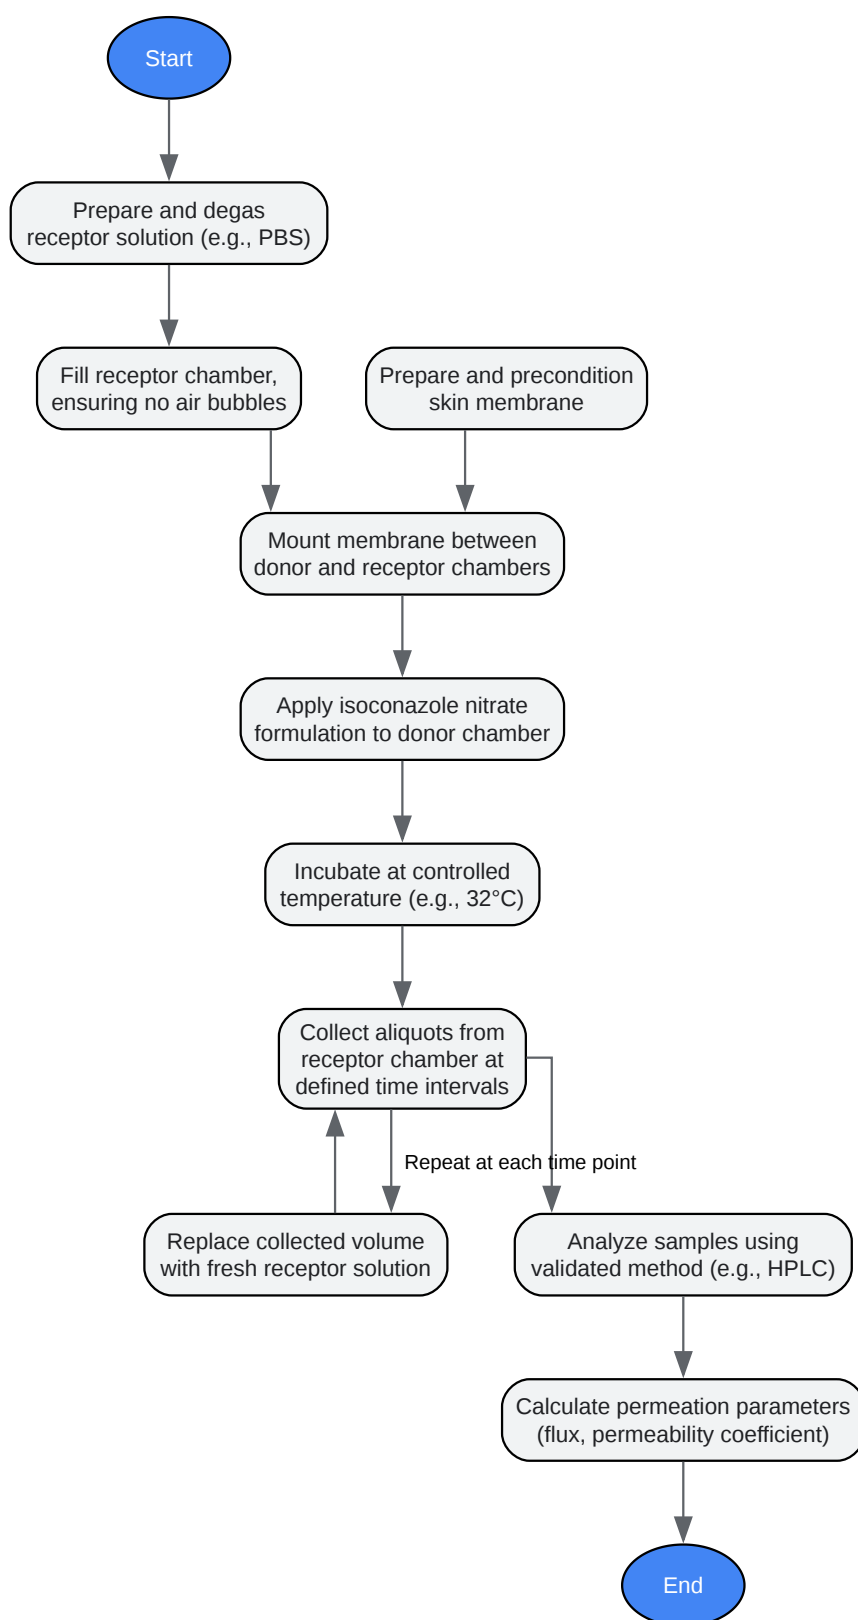 Start
Prepare and degas
receptor solution (e.g., PBS)
Fill receptor chamber,
ensuring no air bubbles
Prepare and precondition
skin membrane
Mount membrane between
donor and receptor chambers
Apply isoconazole nitrate
formulation to donor chamber
Incubate at controlled
temperature (e.g., 32°C)
Collect aliquots from
receptor chamber at
defined time intervals
Repeat at each time point
Replace collected volume
with fresh receptor solution
Analyze samples using
validated method (e.g., HPLC)
Calculate permeation parameters
(flux, permeability coefficient)
End